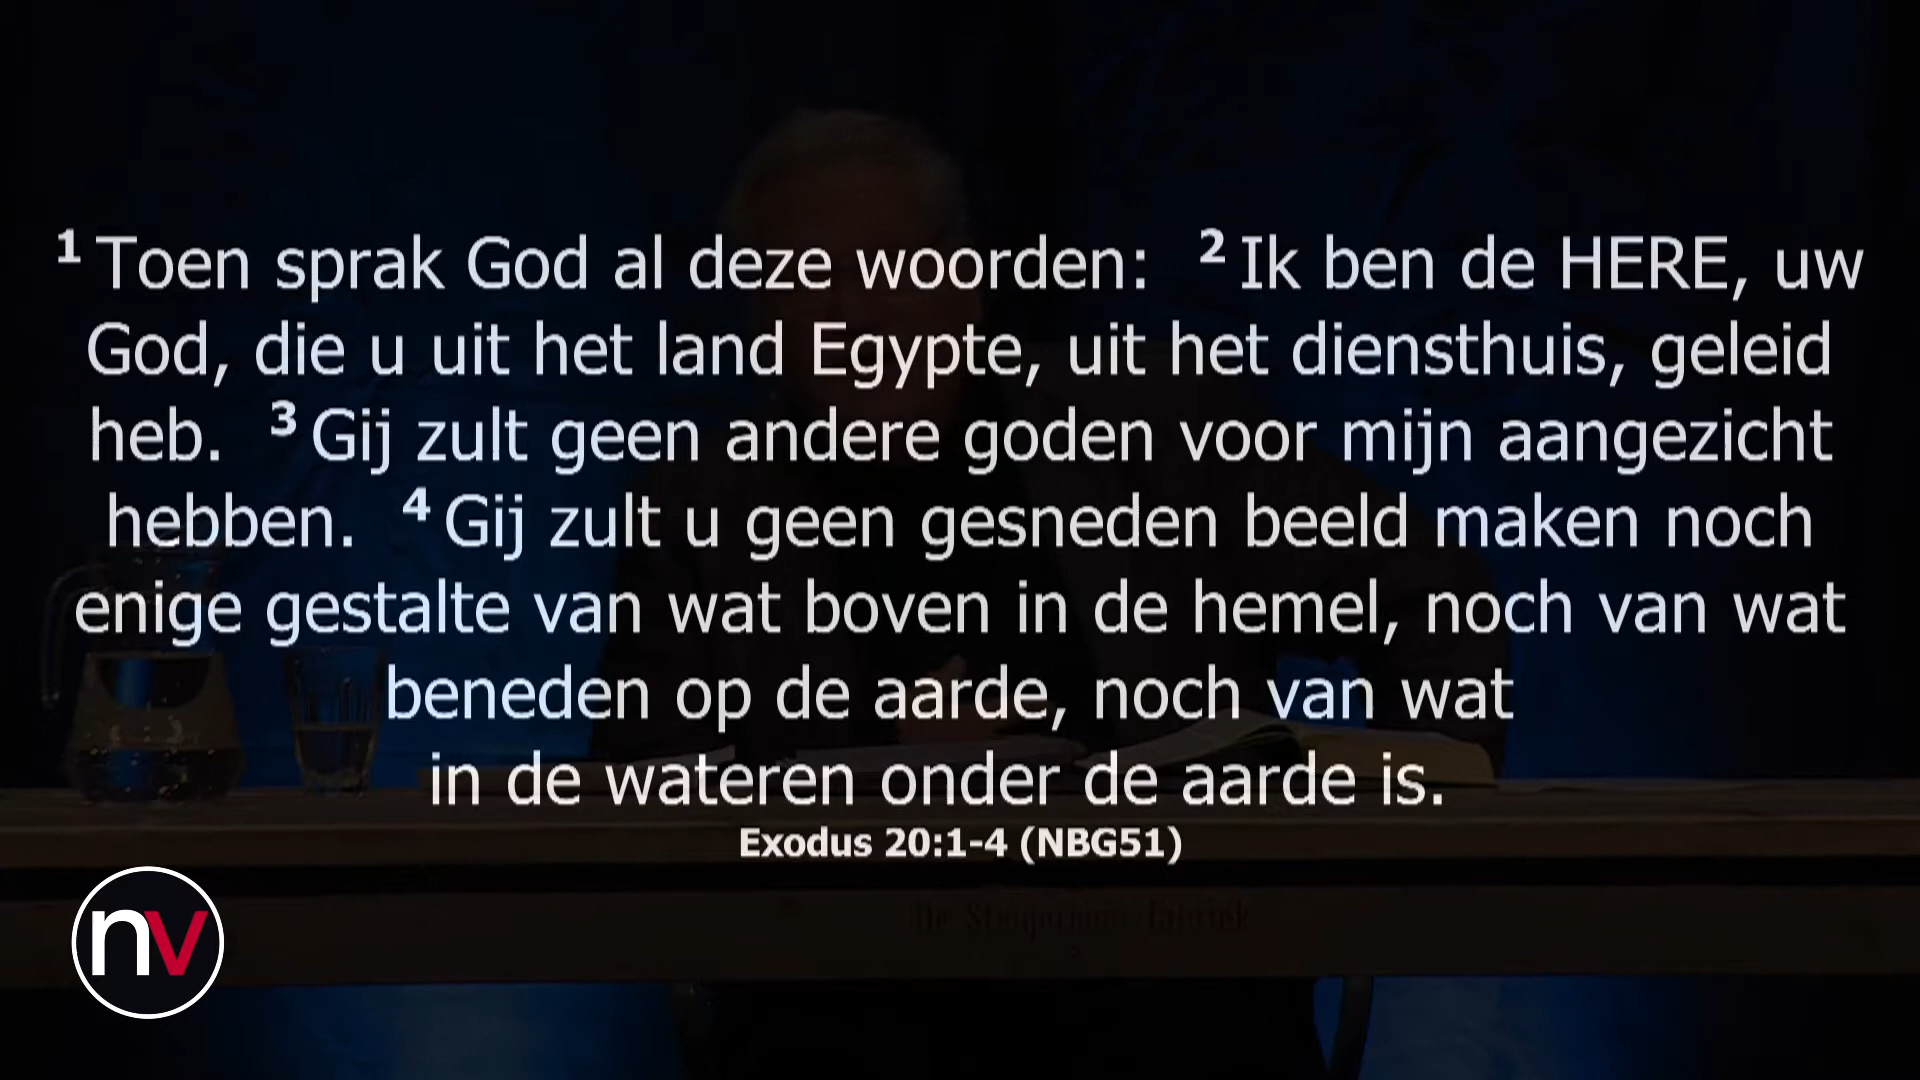 1 Toen sprak God al deze woorden: 2 Ik ben de HERE, uw
God, die u uit het land Egypte, uit het diensthuis, geleid
heb. 3 Gij zult geen andere goden voor mijn aangezicht
hebben. 4 Gij zult u geen gesneden beeld maken noch
enige gestalte van wat boven in de hemel, noch van wat
beneden op de aarde, noch van wat
in de wateren onder de aarde is.
Exodus 20:1-4 (NBG51)
nv